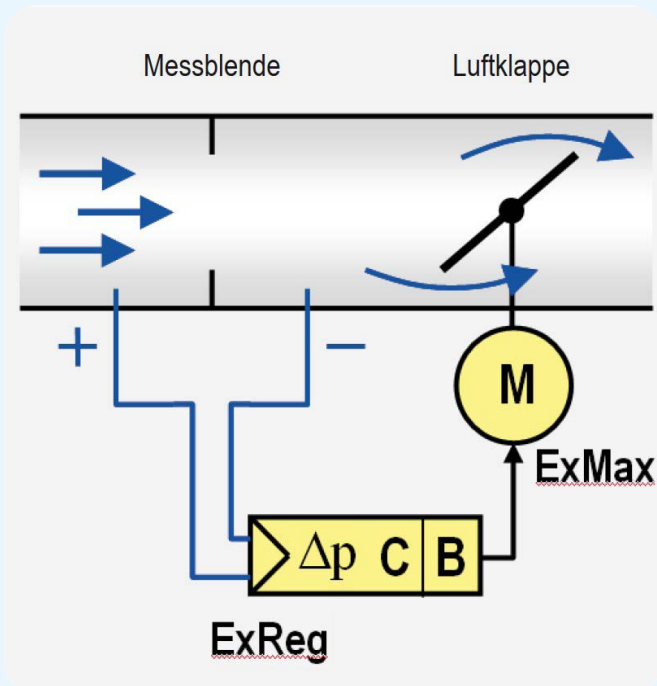 Messblende
Luftklappe
+
−
M
ExMax
Δp C B
ExReg